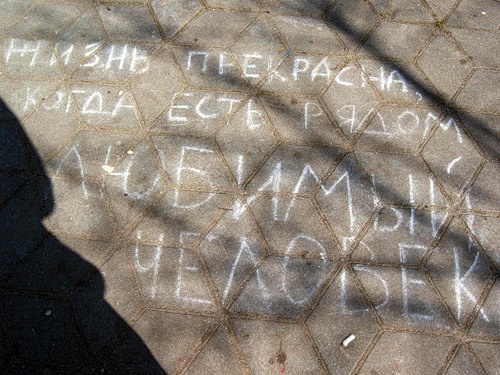 ЖИЗНЬ ПРЕКРАСНА,
КОГДА ЕСТЬ РЯДОМ
ЛЮБИМЫЙ
ЧЕЛОВЕК